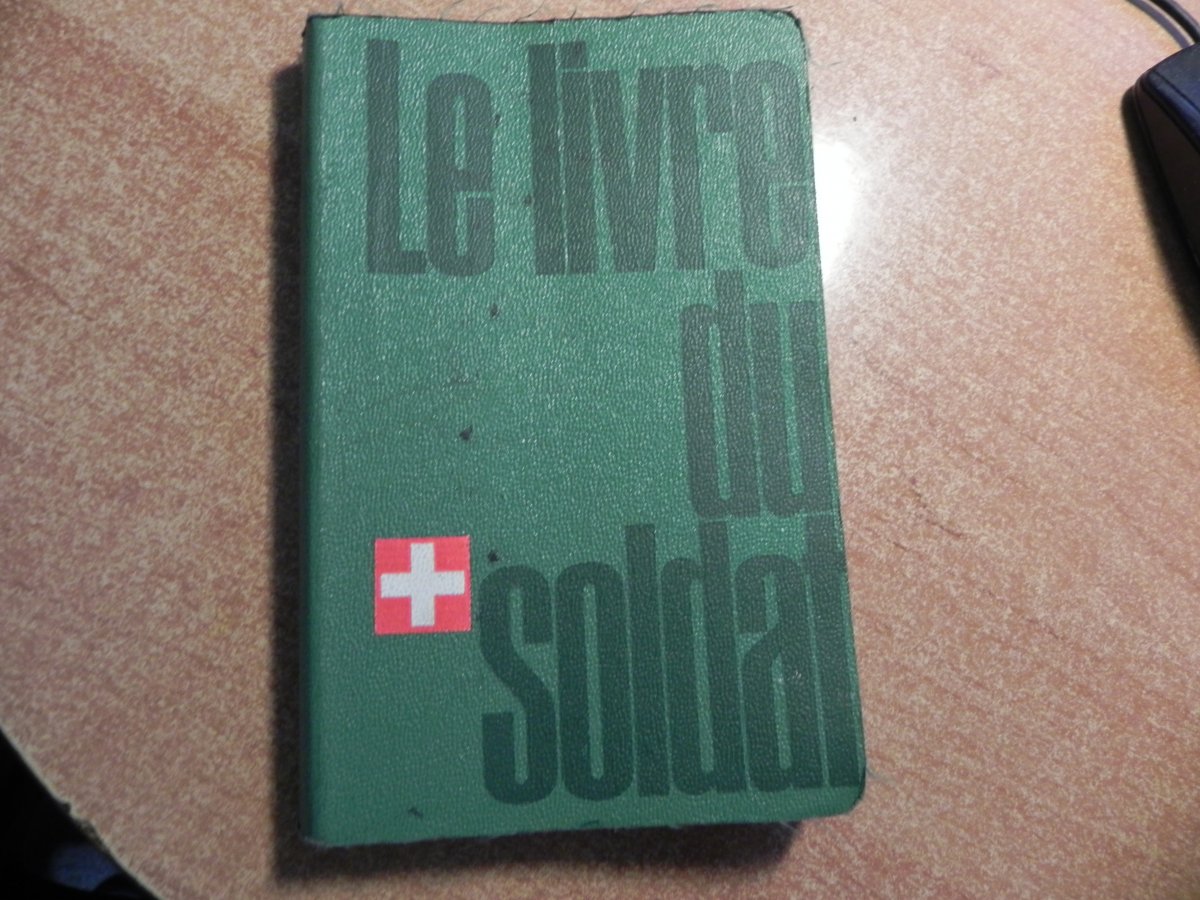 Le livre
du
soldat